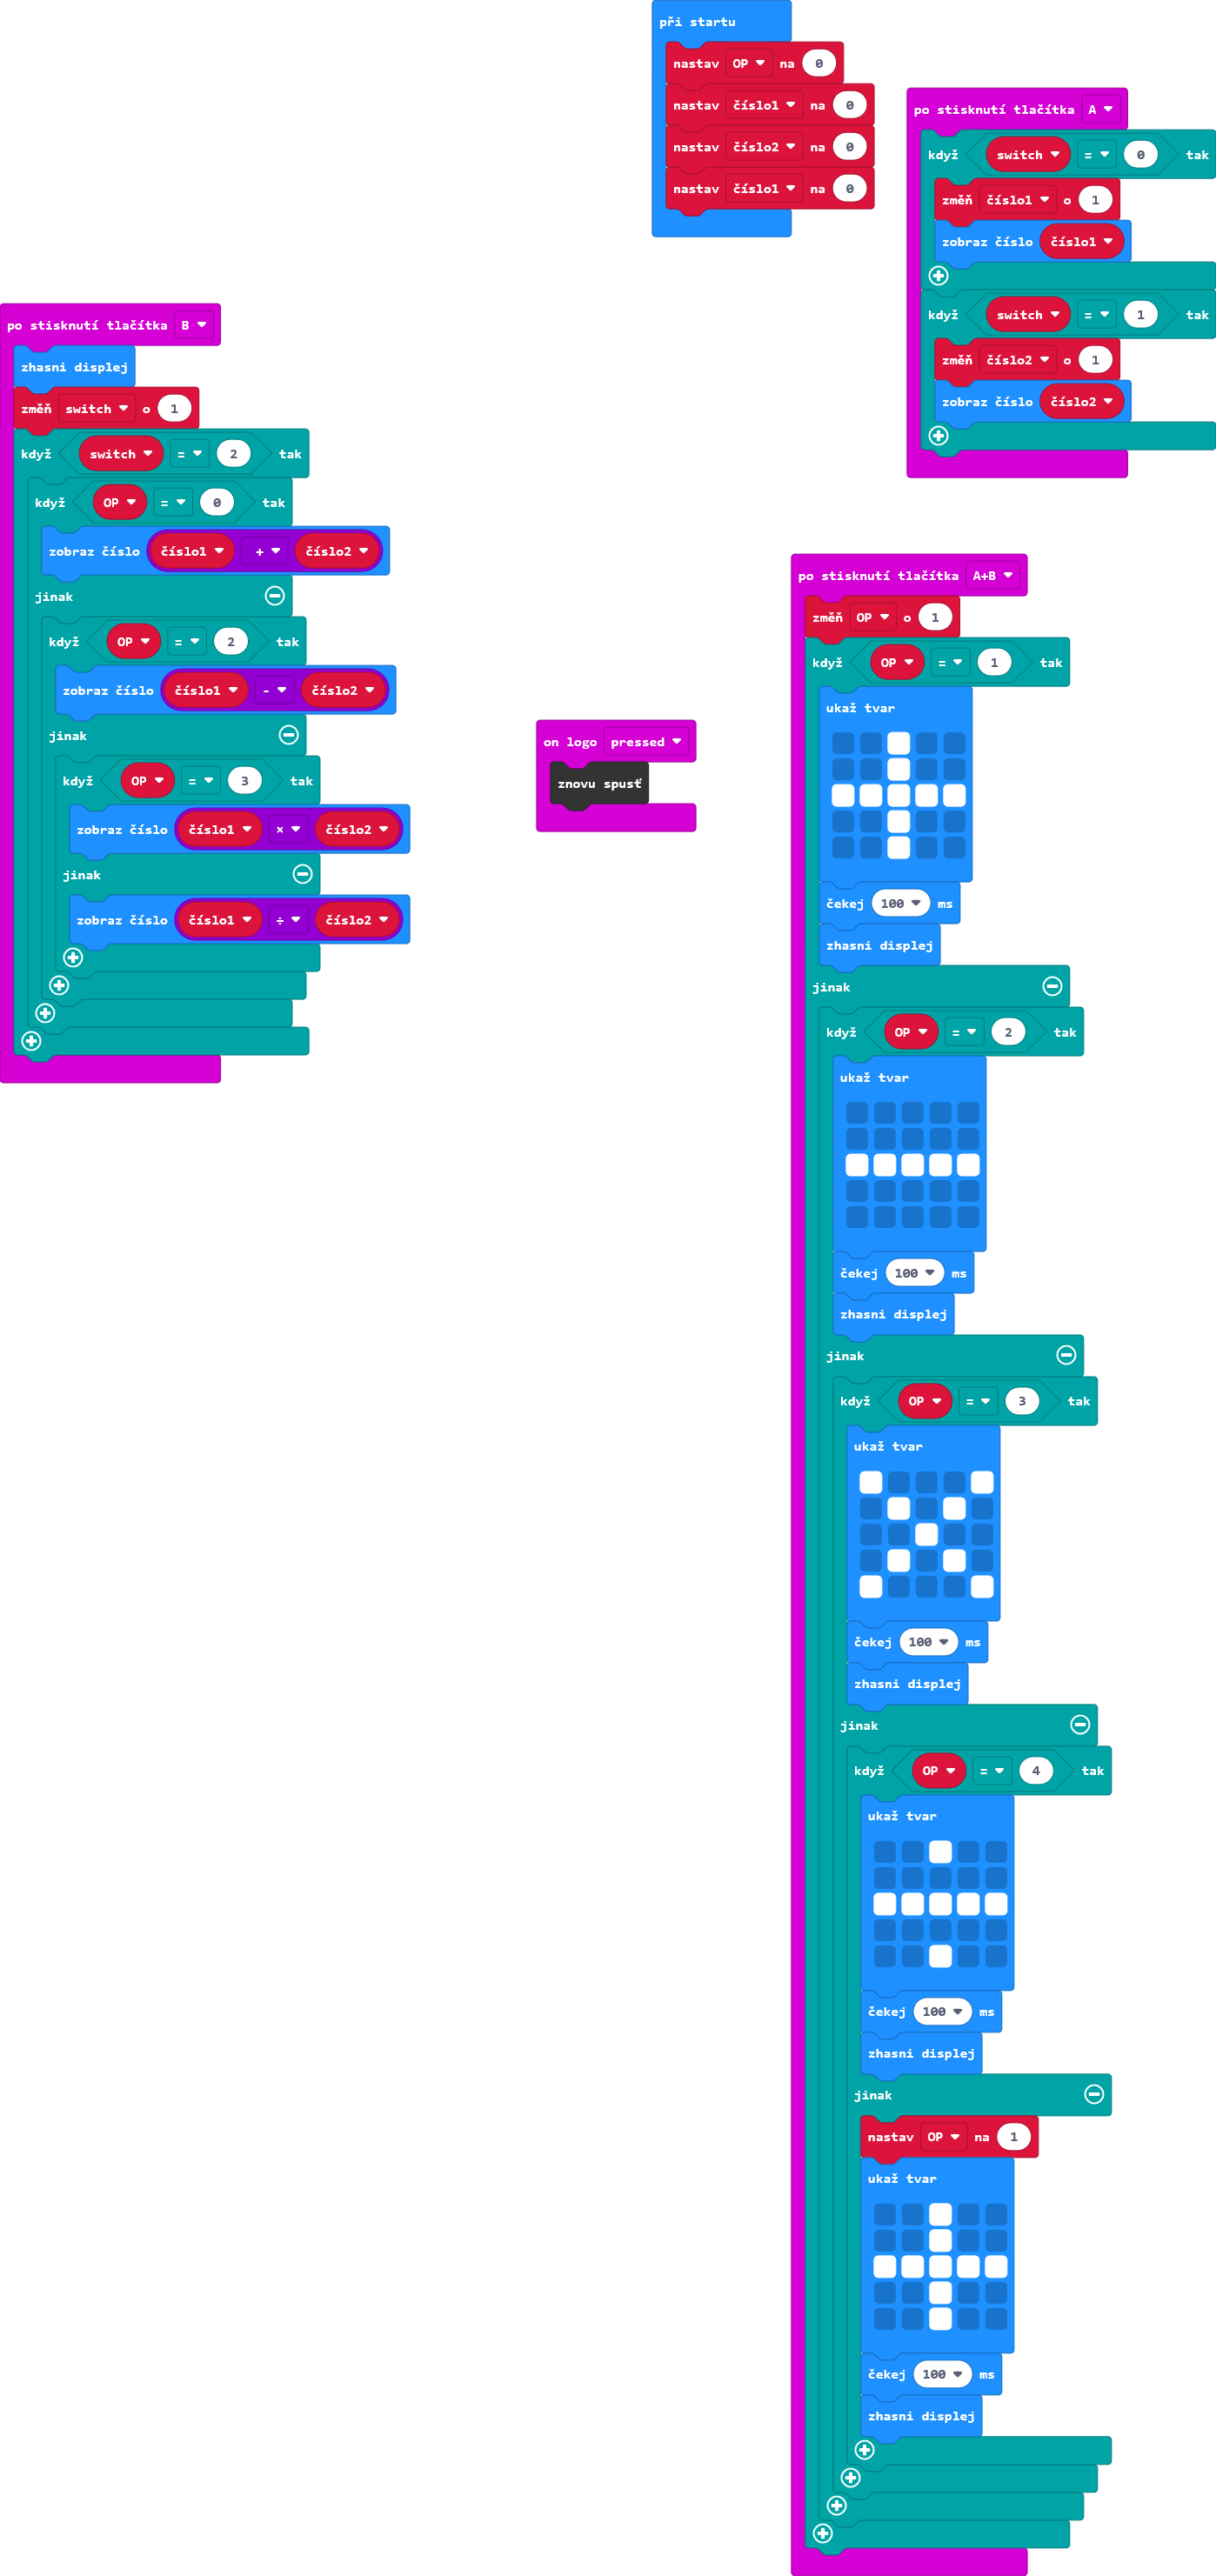 při startu
nastav OP na 0
nastav číslo1 na 0
nastav číslo2 na 0
nastav číslo1 na 0
po stisknutí tlačítka A
když switch = 0 tak
změň číslo1 o 1
zobraz číslo číslo1
když switch = 1 tak
změň číslo2 o 1
zobraz číslo číslo2
po stisknutí tlačítka B
zhasni displej
změň switch o 1
když switch = 2 tak
když OP = 0 tak
zobraz číslo číslo1 + číslo2
jinak
když OP = 2 tak
zobraz číslo číslo1 - číslo2
jinak
když OP = 3 tak
zobraz číslo číslo1 × číslo2
jinak
zobraz číslo číslo1 ÷ číslo2
on logo pressed
znovu spusť
po stisknutí tlačítka A+B
změň OP o 1
když OP = 1 tak
ukaž tvar
čekej 100 ms
zhasni displej
jinak
když OP = 2 tak
ukaž tvar
čekej 100 ms
zhasni displej
jinak
když OP = 3 tak
ukaž tvar
čekej 100 ms
zhasni displej
jinak
když OP = 4 tak
ukaž tvar
čekej 100 ms
zhasni displej
jinak
nastav OP na 1
ukaž tvar
čekej 100 ms
zhasni displej